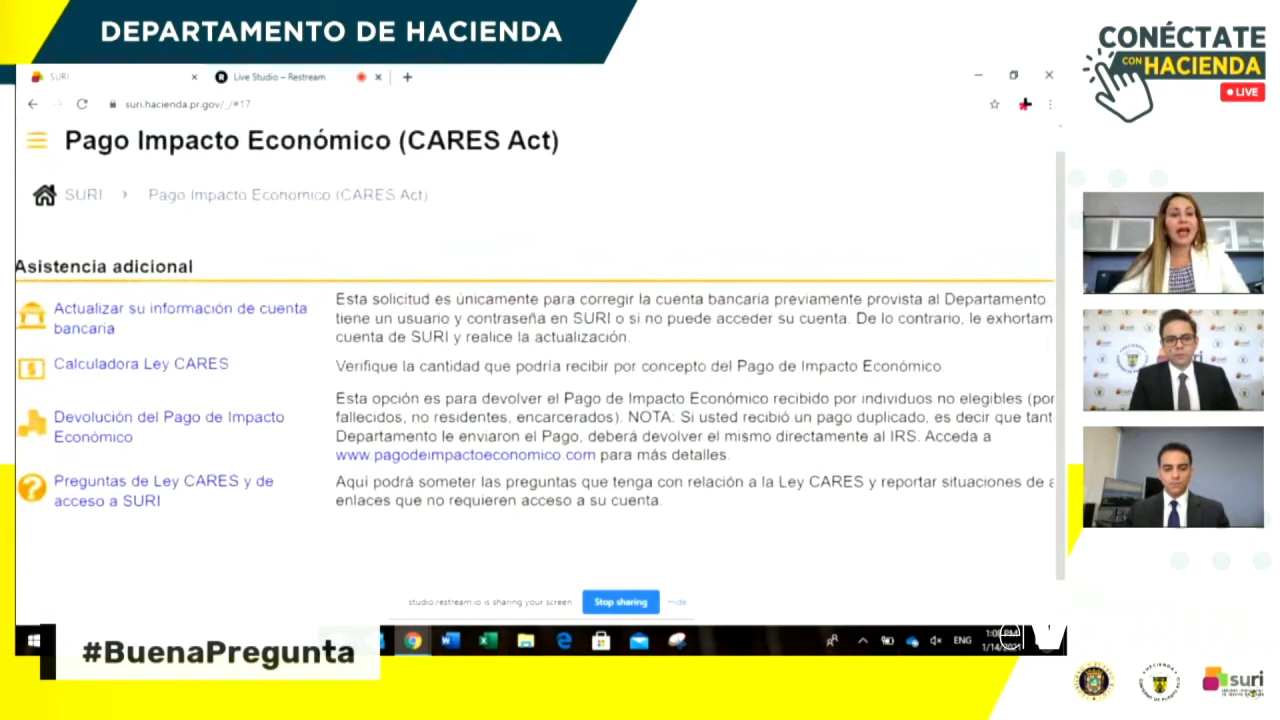 DEPARTAMENTO DE HACIENDA
CONÉCTATE
CON HACIENDA
LIVE
SURI
Live Studio – Restream
suri.hacienda.pr.gov/_/#17
Pago Impacto Económico (CARES Act)
SURI > Pago Impacto Economico (CARES Act)
Asistencia adicional
Actualizar su información de cuenta
bancaria
Esta solicitud es únicamente para corregir la cuenta bancaria previamente provista al Departamento
tiene un usuario y contraseña en SURI o si no puede acceder su cuenta. De lo contrario, le exhortam
cuenta de SURI y realice la actualización.
Calculadora Ley CARES
Verifique la cantidad que podría recibir por concepto del Pago de Impacto Económico.
Devolución del Pago de Impacto
Económico
Esta opción es para devolver el Pago de Impacto Económico recibido por individuos no elegibles (por
fallecidos, no residentes, encarcerados). NOTA: Si usted recibió un pago duplicado, es decir que tant
Departamento le enviaron el Pago, deberá devolver el mismo directamente al IRS. Acceda a
www.pagodeimpactoeconomico.com para más detalles.
Preguntas de Ley CARES y de
acceso a SURI
Aquí podrá someter las preguntas que tenga con relación a la Ley CARES y reportar situaciones de a
enlaces que no requieren acceso a su cuenta.
studio.restream.io is sharing your screen.
Stop sharing
Hide
ENG
1/14/2021
#BuenaPregunta
suri